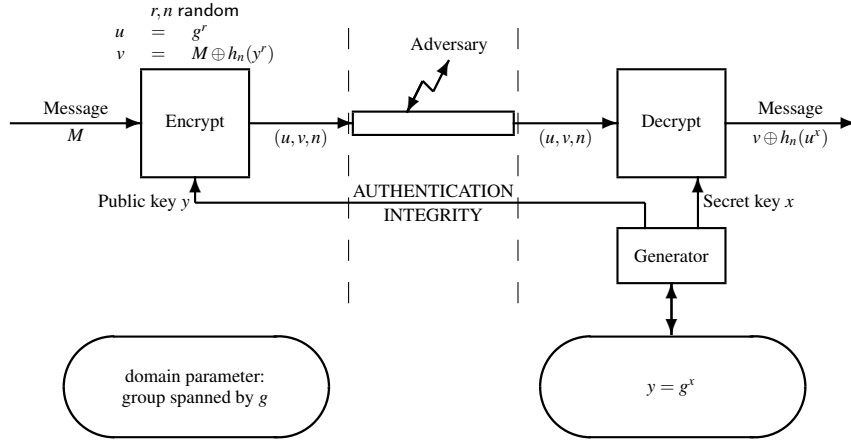 r, n random
u = g^r
v = M ⊕ h_n(y^r)
Adversary
Message
M
Encrypt
(u, v, n)
(u, v, n)
Decrypt
Message
v ⊕ h_n(u^x)
Public key y
AUTHENTICATION
INTEGRITY
Secret key x
Generator
domain parameter:
group spanned by g
y = g^x